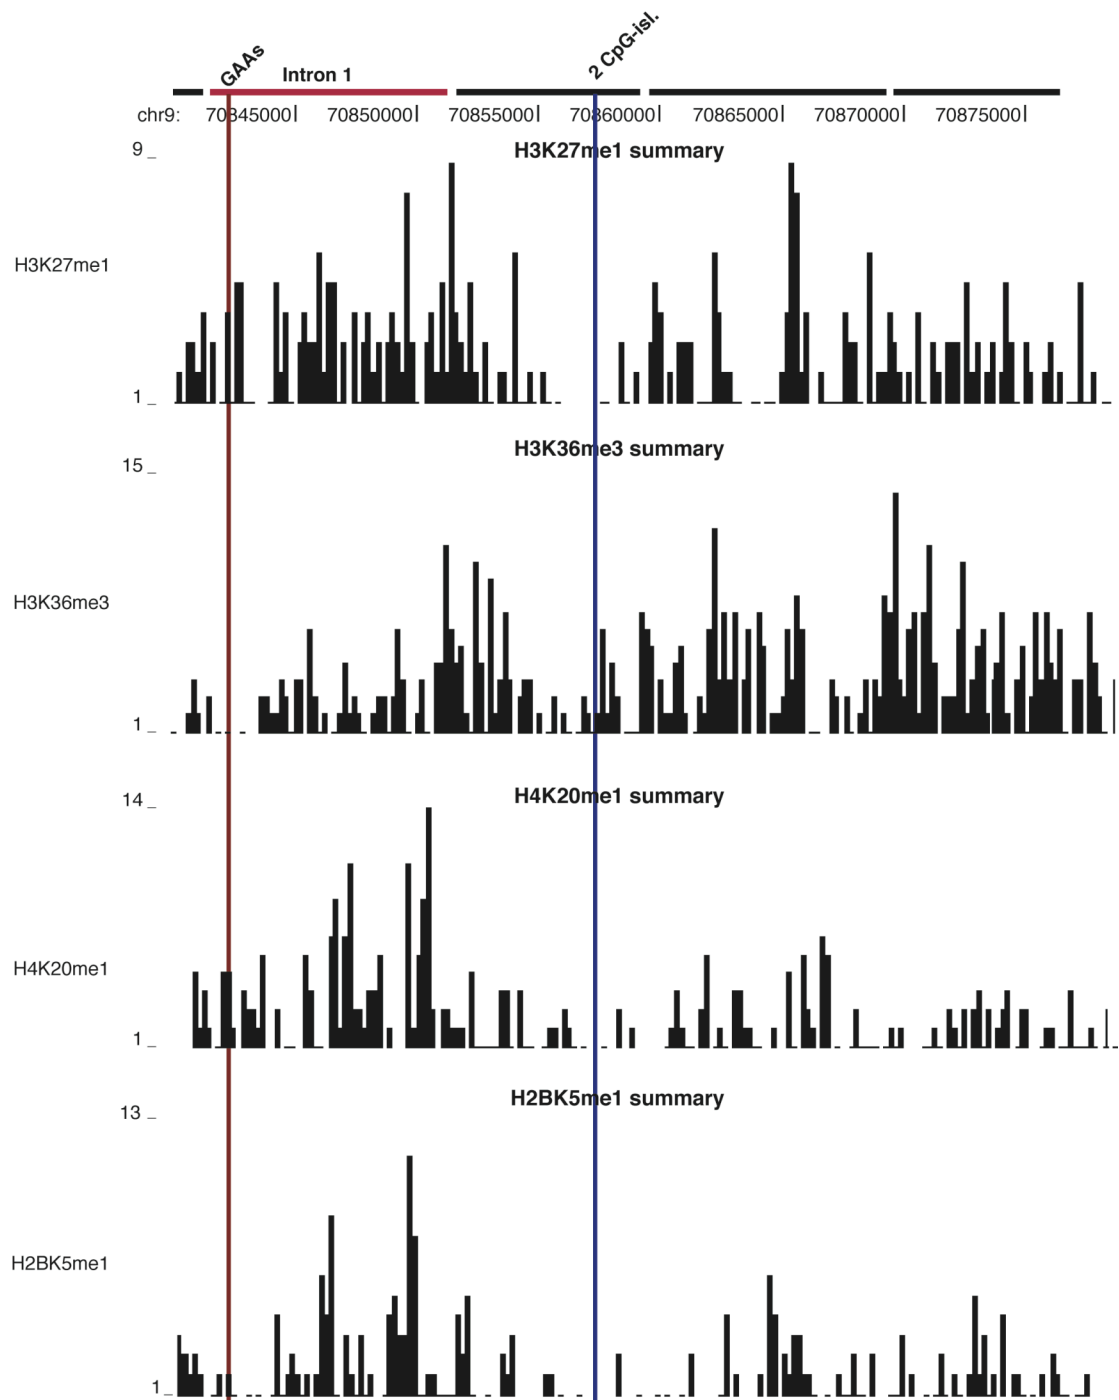 GAAs
Intron 1
2 CpG-isl.
chr9: 70845000| 70850000| 70855000| 70860000| 70865000| 70870000| 70875000|
H3K27me1 summary
9 _
H3K27me1
1 _
H3K36me3 summary
15 _
H3K36me3
1 _
H4K20me1 summary
14 _
H4K20me1
1 _
H2BK5me1 summary
13 _
H2BK5me1
1 _